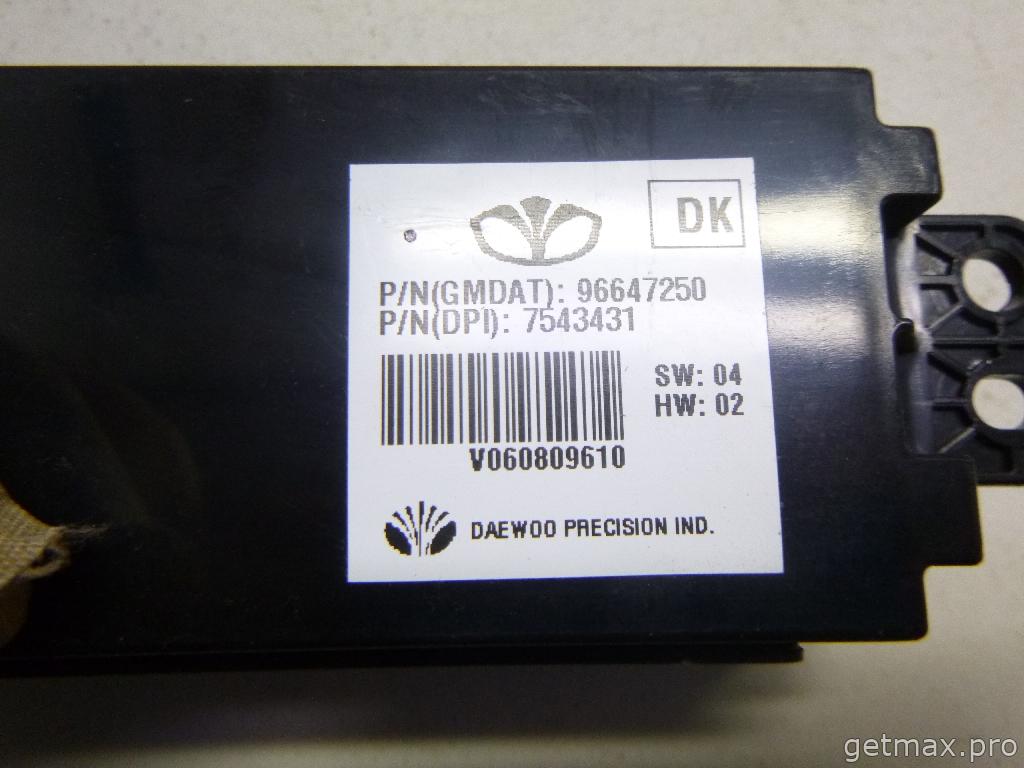 DK
P/N(GMDAT): 96647250
P/N(DPI): 7543431
SW: 04
HW: 02
V060809610
DAEWOO PRECISION IND.
getmax.pro